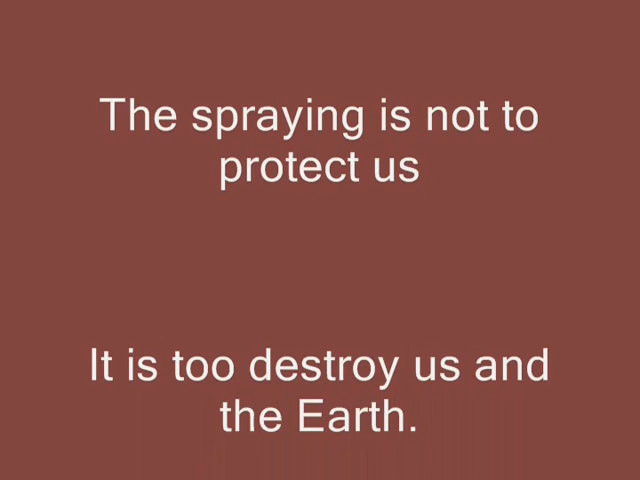 The spraying is not to
protect us
It is too destroy us and
the Earth.